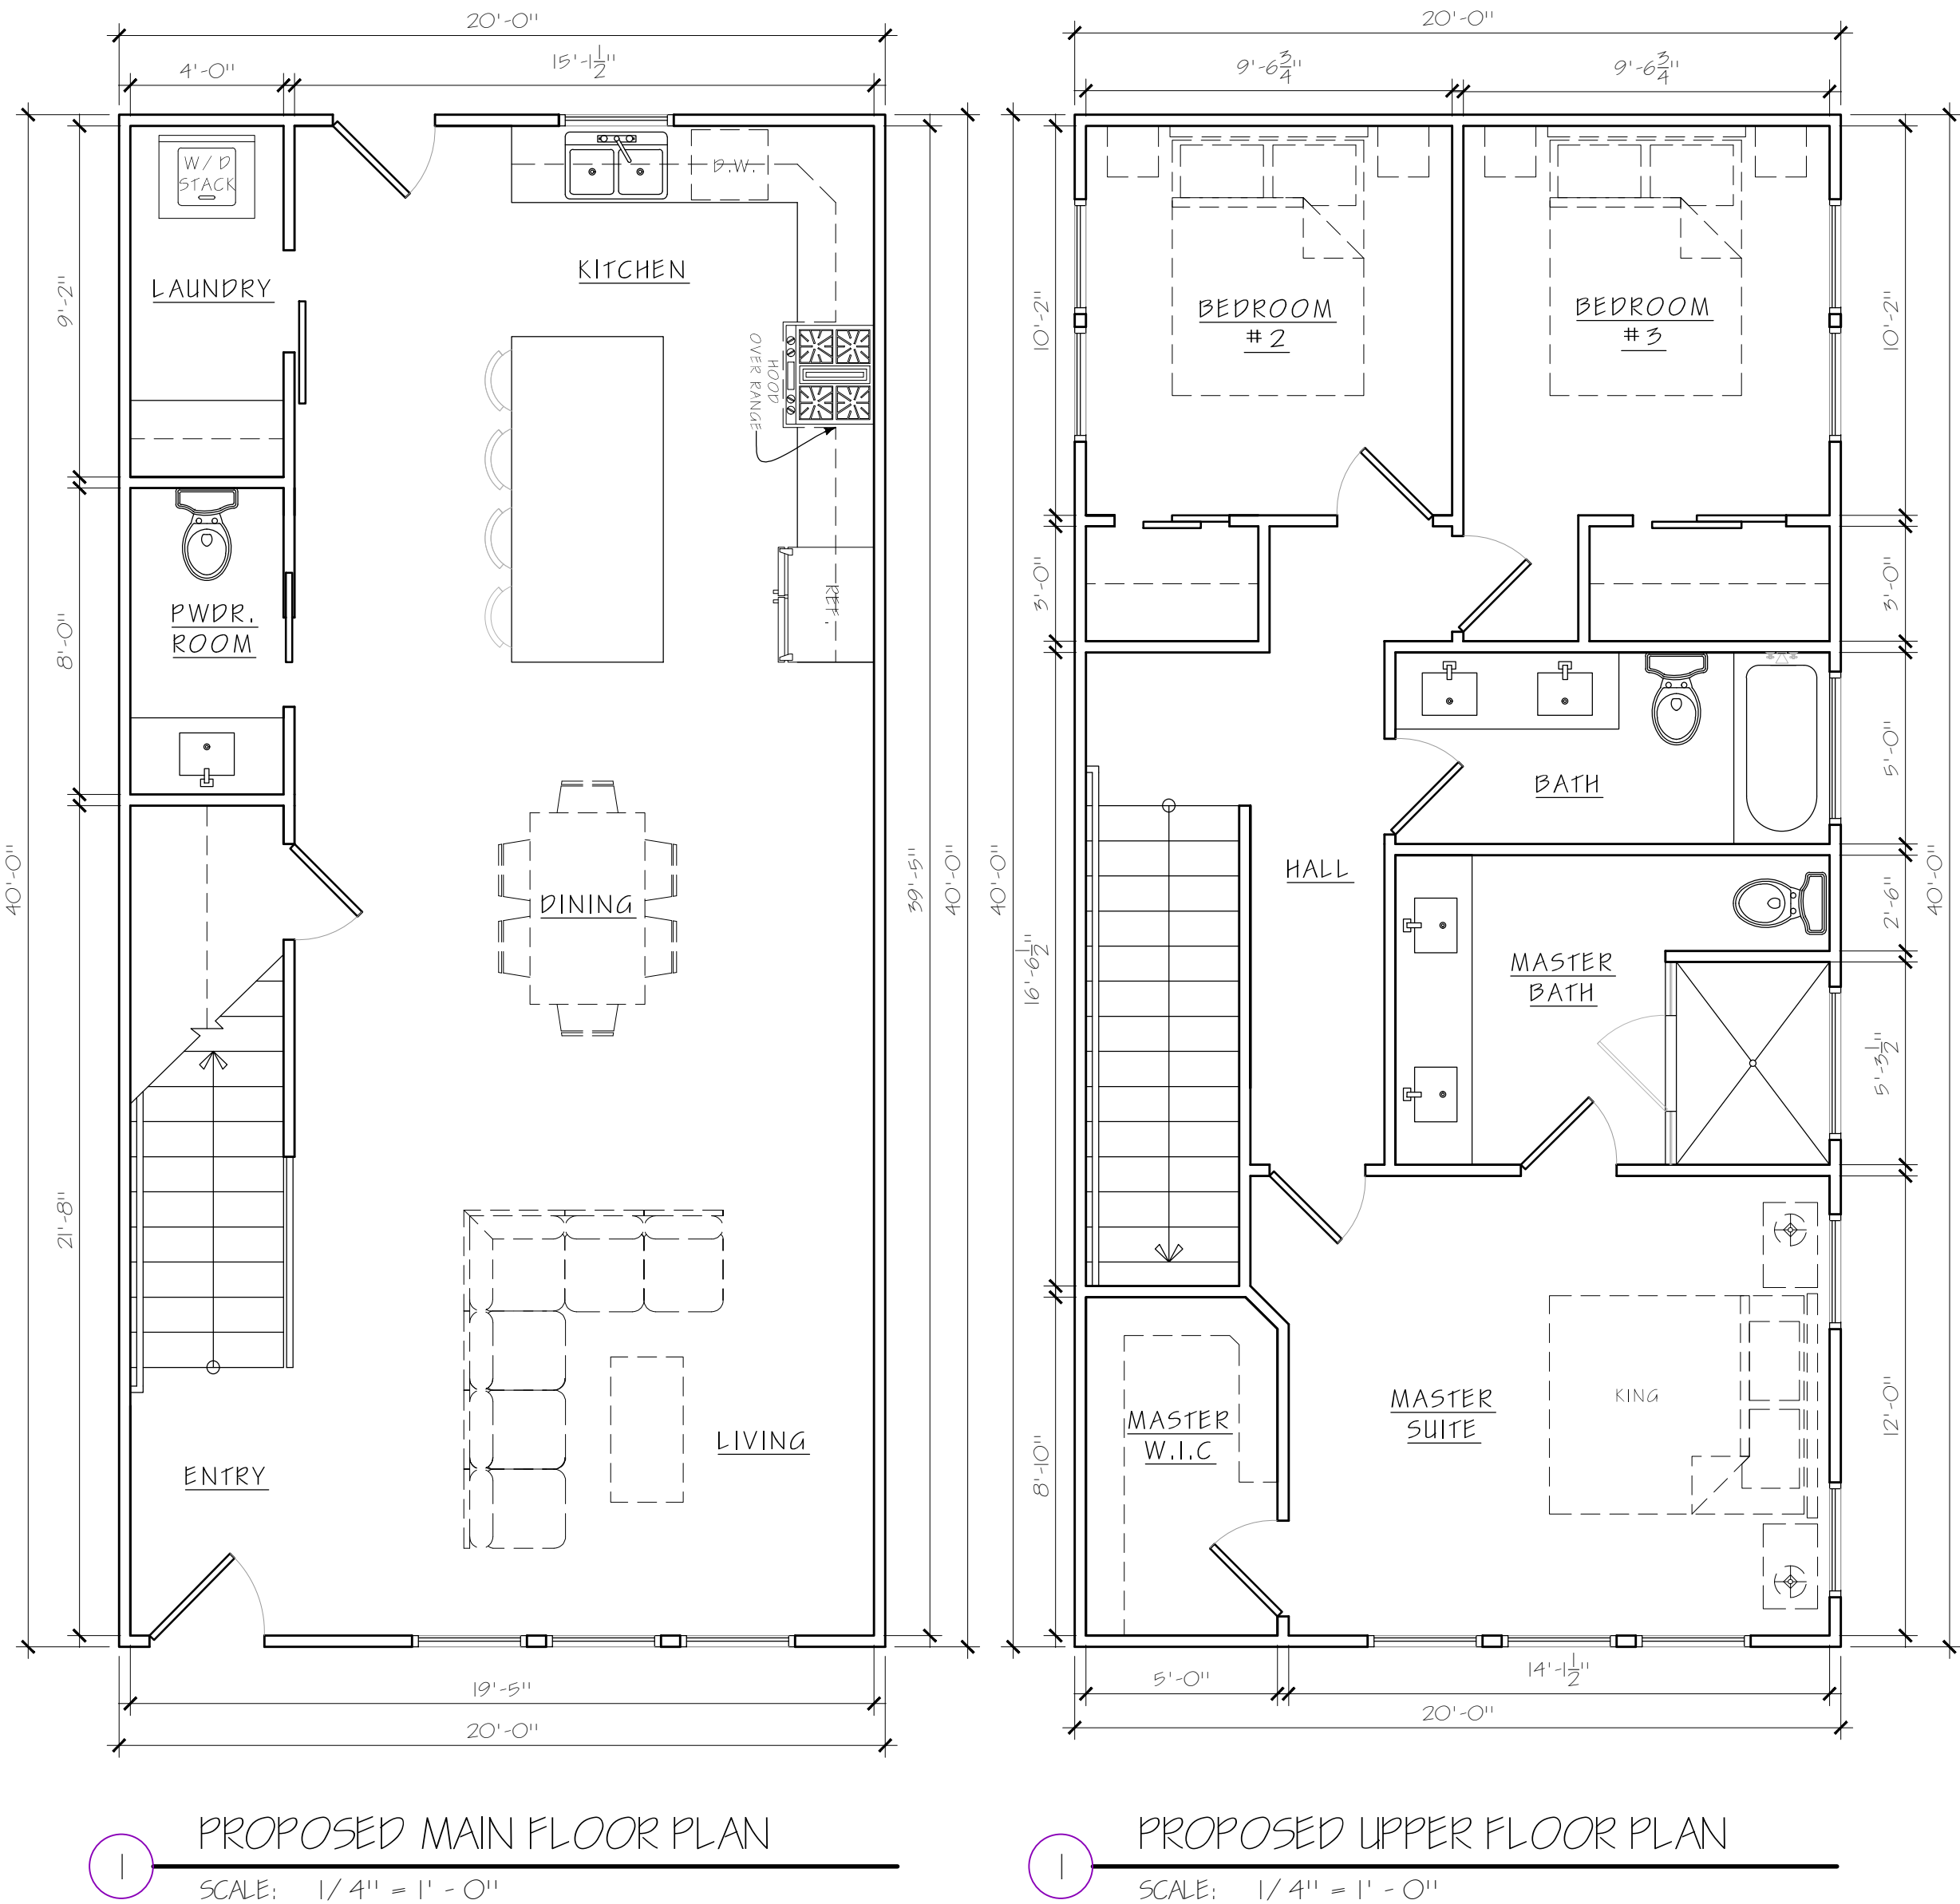 20'-0"
4'-0"
15'-1 1/2"
W/D
STACK
D.W.
LAUNDRY
KITCHEN
HOOD
OVER RANGE
REF.
PWDR.
ROOM
DINING
LIVING
ENTRY
9'-2"
8'-0"
21'-8"
40'-0"
39'-5"
40'-0"
19'-5"
20'-0"
1
PROPOSED MAIN FLOOR PLAN
SCALE: 1/4" = 1' - 0"
20'-0"
9'-6 3/4"
9'-6 3/4"
BEDROOM
#2
BEDROOM
#3
BATH
HALL
MASTER
BATH
MASTER
SUITE
KING
MASTER
W.I.C
40'-0"
10'-2"
3'-0"
16'-6 1/2"
8'-10"
10'-2"
3'-0"
5'-0"
2'-6"
5'-3 1/2"
12'-0"
40'-0"
5'-0"
14'-1 1/2"
20'-0"
1
PROPOSED UPPER FLOOR PLAN
SCALE: 1/4" = 1' - 0"